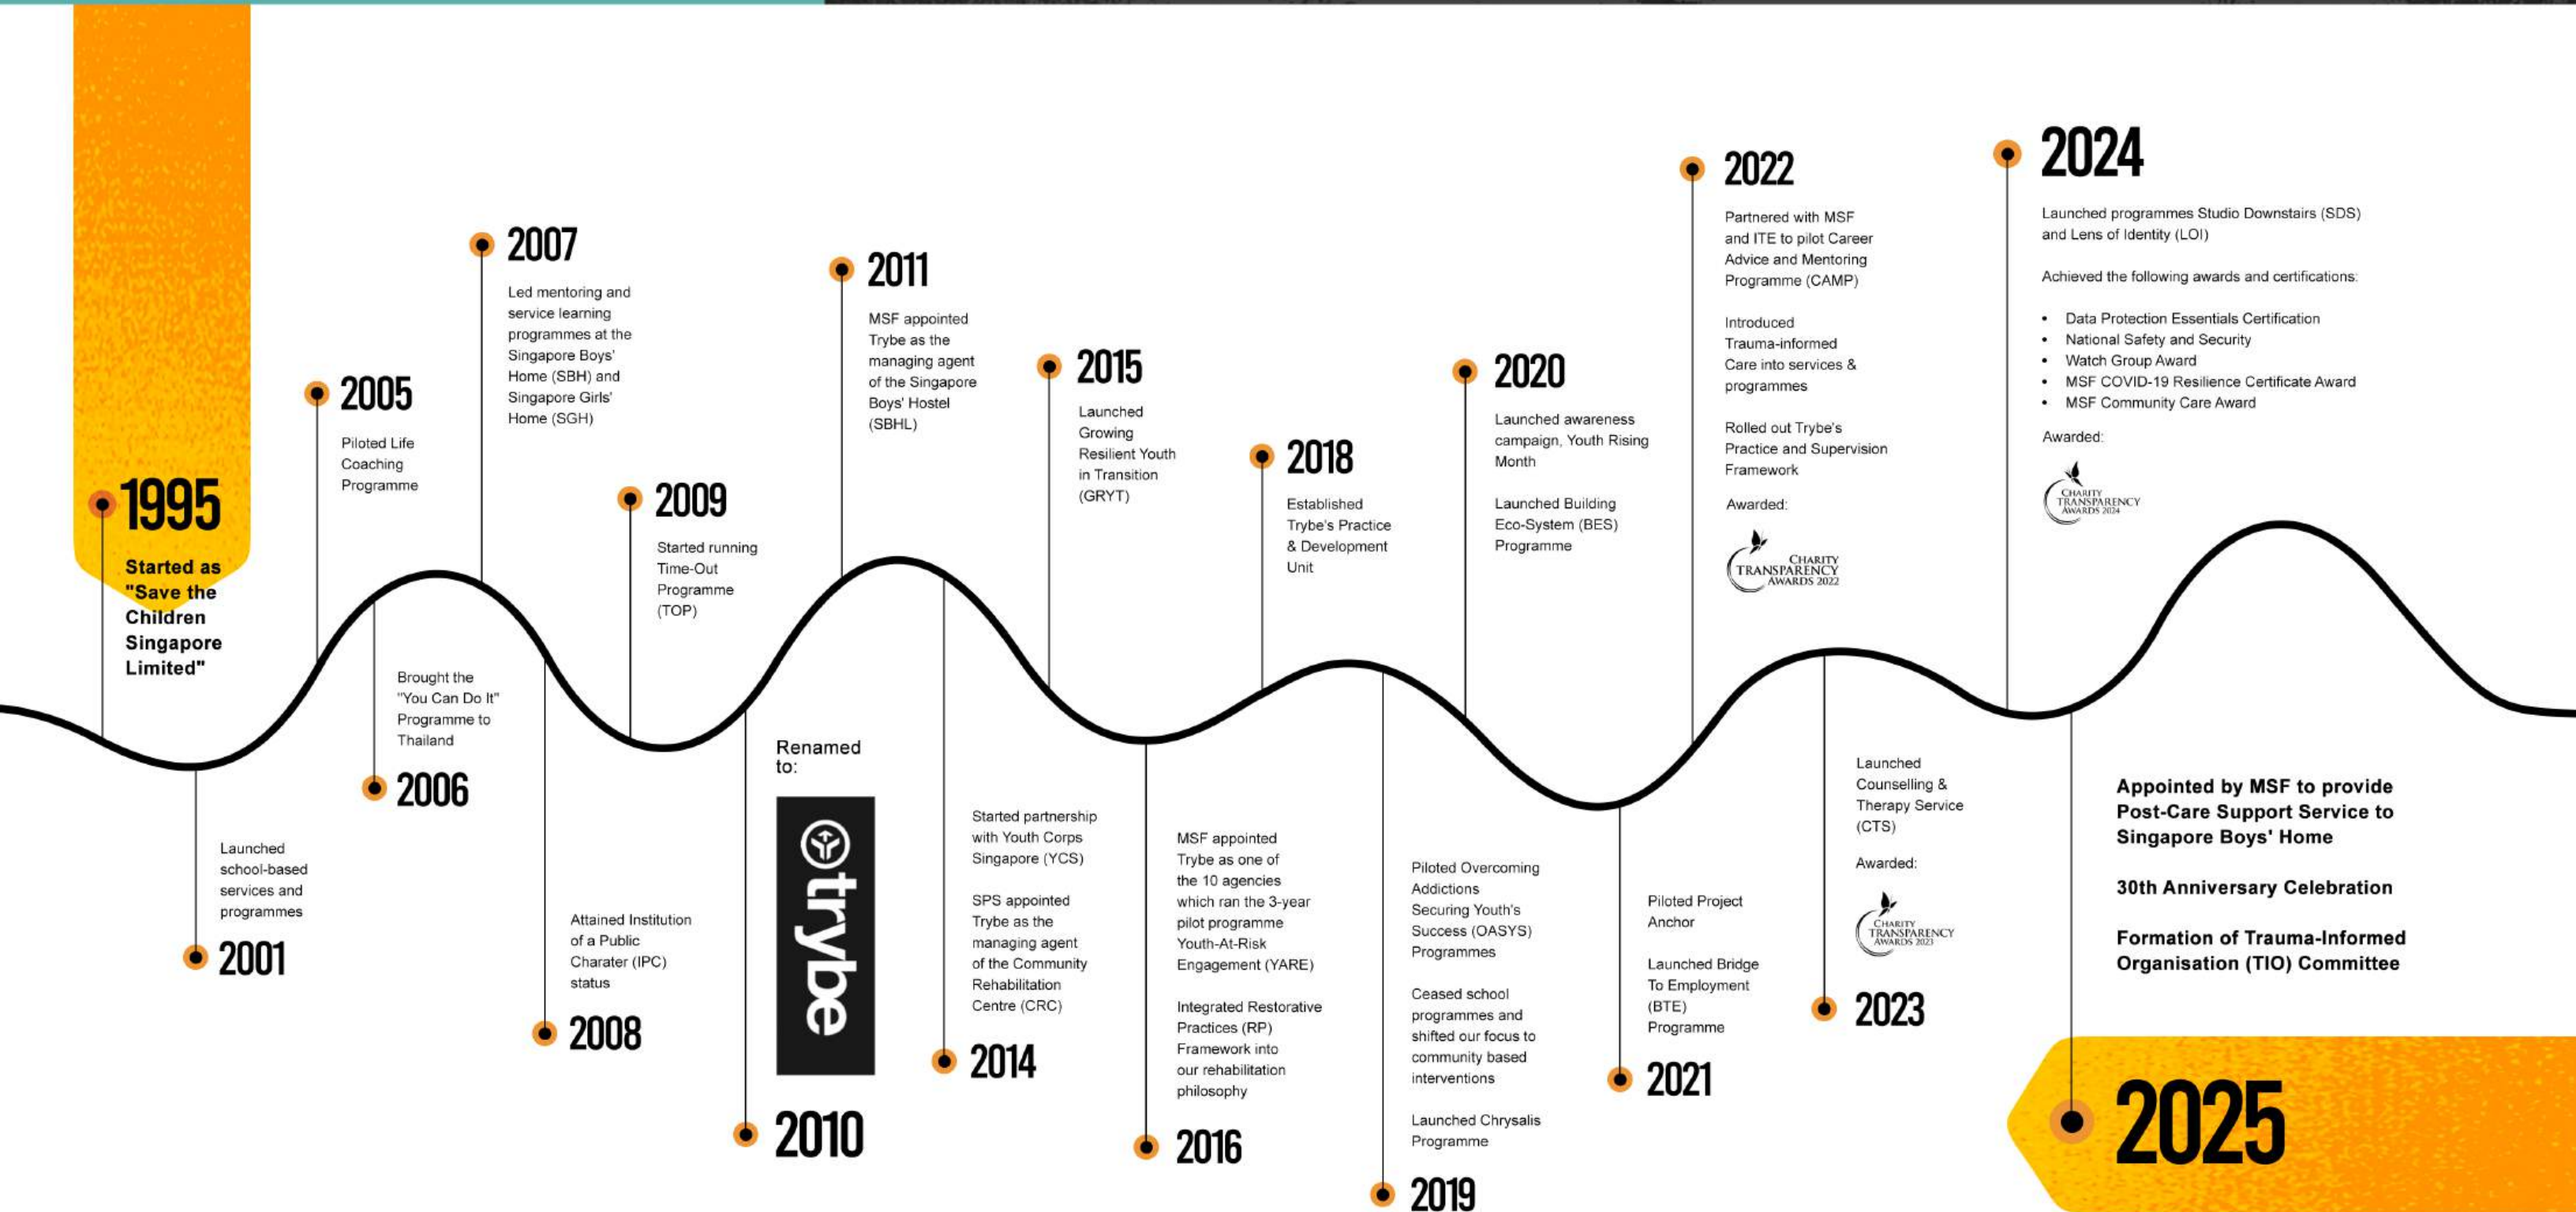 1995
Started as
"Save the
Children
Singapore
Limited"
Launched
school-based
services and
programmes
2001
2005
Piloted Life
Coaching
Programme
Brought the
"You Can Do It"
Programme to
Thailand
2006
2007
Led mentoring and
service learning
programmes at the
Singapore Boys'
Home (SBH) and
Singapore Girls'
Home (SGH)
Attained Institution
of a Public
Charater (IPC)
status
2008
2009
Started running
Time-Out
Programme
(TOP)
Renamed
to:
trybe
2010
2011
MSF appointed
Trybe as the
managing agent
of the Singapore
Boys' Hostel
(SBHL)
Started partnership
with Youth Corps
Singapore (YCS)
SPS appointed
Trybe as the
managing agent
of the Community
Rehabilitation
Centre (CRC)
2014
2015
Launched
Growing
Resilient Youth
in Transition
(GRYT)
MSF appointed
Trybe as one of
the 10 agencies
which ran the 3-year
pilot programme
Youth-At-Risk
Engagement (YARE)
Integrated Restorative
Practices (RP)
Framework into
our rehabilitation
philosophy
2016
2018
Established
Trybe's Practice
& Development
Unit
Piloted Overcoming
Addictions
Securing Youth's
Success (OASYS)
Programmes
Ceased school
programmes and
shifted our focus to
community based
interventions
Launched Chrysalis
Programme
2019
2020
Launched awareness
campaign, Youth Rising
Month
Launched Building
Eco-System (BES)
Programme
Piloted Project
Anchor
Launched Bridge
To Employment
(BTE)
Programme
2021
2022
Partnered with MSF
and ITE to pilot Career
Advice and Mentoring
Programme (CAMP)
Introduced
Trauma-informed
Care into services &
programmes
Rolled out Trybe's
Practice and Supervision
Framework
Awarded:
CHARITY
TRANSPARENCY
AWARDS 2022
Launched
Counselling &
Therapy Service
(CTS)
Awarded:
CHARITY
TRANSPARENCY
AWARDS 2023
2023
2024
Launched programmes Studio Downstairs (SDS)
and Lens of Identity (LOI)
Achieved the following awards and certifications:
• Data Protection Essentials Certification
• National Safety and Security
• Watch Group Award
• MSF COVID-19 Resilience Certificate Award
• MSF Community Care Award
Awarded:
CHARITY
TRANSPARENCY
AWARDS 2024
Appointed by MSF to provide
Post-Care Support Service to
Singapore Boys' Home
30th Anniversary Celebration
Formation of Trauma-Informed
Organisation (TIO) Committee
2025